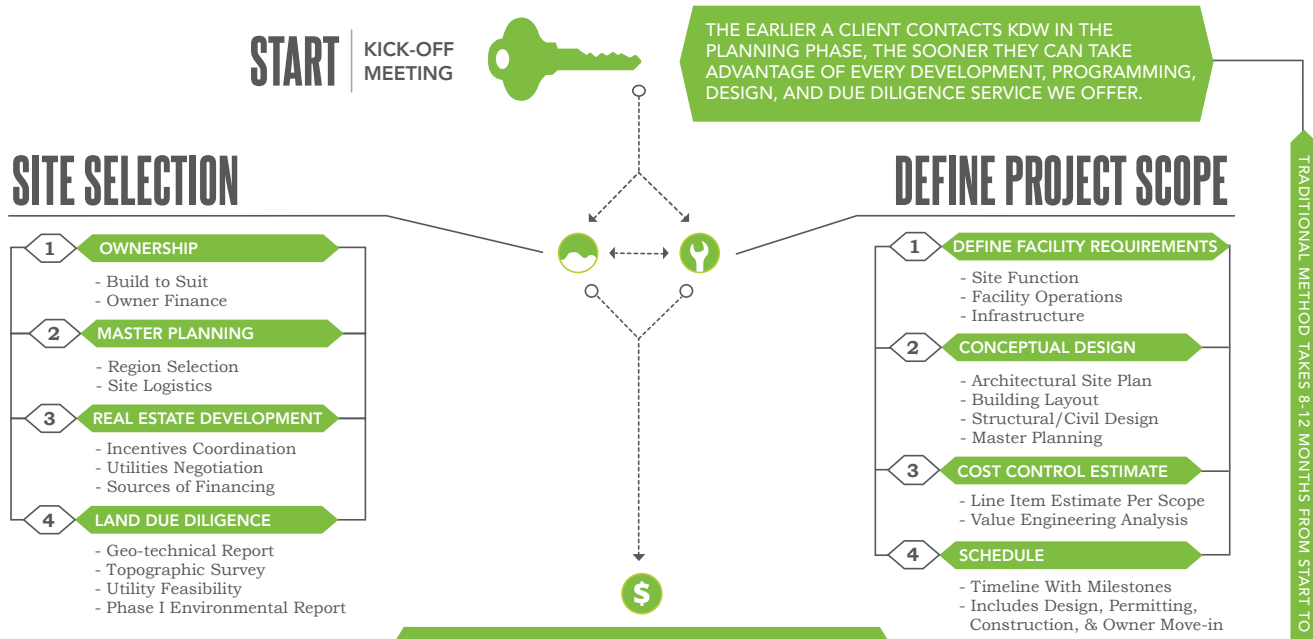 START
KICK-OFF
MEETING
THE EARLIER A CLIENT CONTACTS KDW IN THE
PLANNING PHASE, THE SOONER THEY CAN TAKE
ADVANTAGE OF EVERY DEVELOPMENT, PROGRAMMING,
DESIGN, AND DUE DILIGENCE SERVICE WE OFFER.
SITE SELECTION
1 OWNERSHIP
- Build to Suit
- Owner Finance
2 MASTER PLANNING
- Region Selection
- Site Logistics
3 REAL ESTATE DEVELOPMENT
- Incentives Coordination
- Utilities Negotiation
- Sources of Financing
4 LAND DUE DILIGENCE
- Geo-technical Report
- Topographic Survey
- Utility Feasibility
- Phase I Environmental Report
$
DEFINE PROJECT SCOPE
1 DEFINE FACILITY REQUIREMENTS
- Site Function
- Facility Operations
- Infrastructure
2 CONCEPTUAL DESIGN
- Architectural Site Plan
- Building Layout
- Structural/Civil Design
- Master Planning
3 COST CONTROL ESTIMATE
- Line Item Estimate Per Scope
- Value Engineering Analysis
4 SCHEDULE
- Timeline With Milestones
- Includes Design, Permitting,
Construction, & Owner Move-in
TRADITIONAL METHOD TAKES 8-12 MONTHS FROM START TO